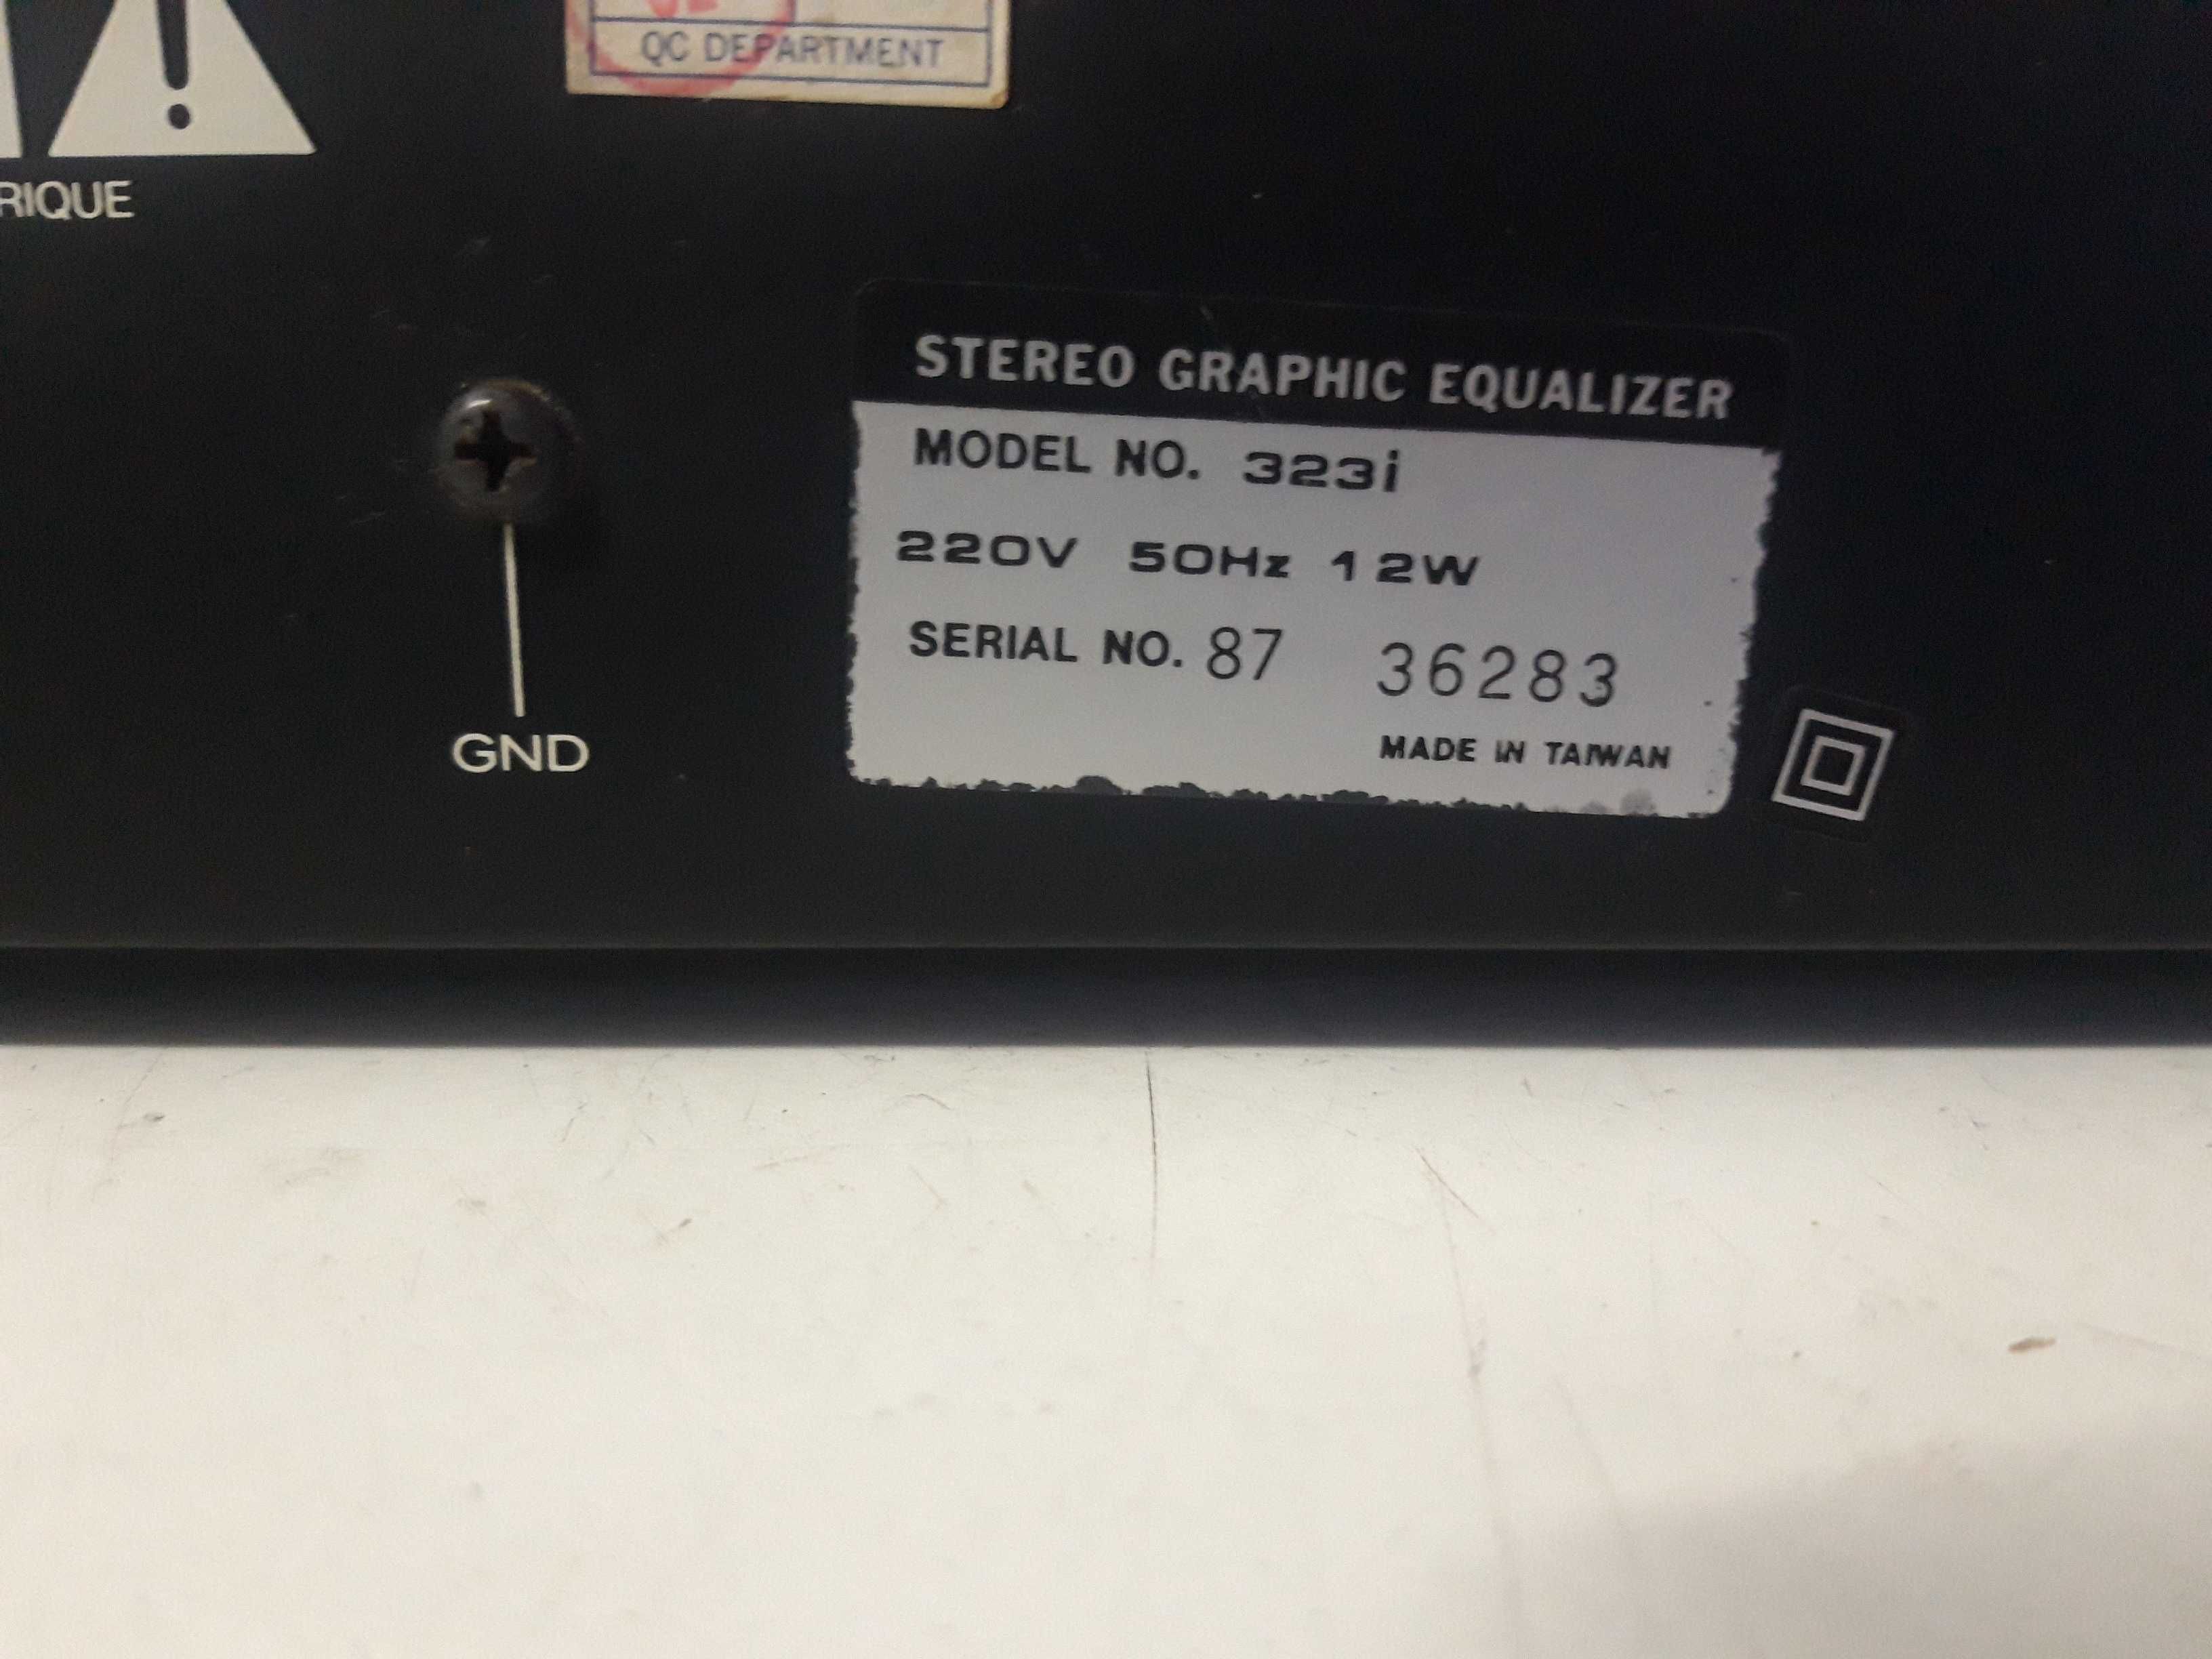 QC DEPARTMENT
RIQUE
STEREO GRAPHIC EQUALIZER
MODEL NO. 323i
220V 50Hz 12W
SERIAL NO. 87 36283
MADE IN TAIWAN
GND